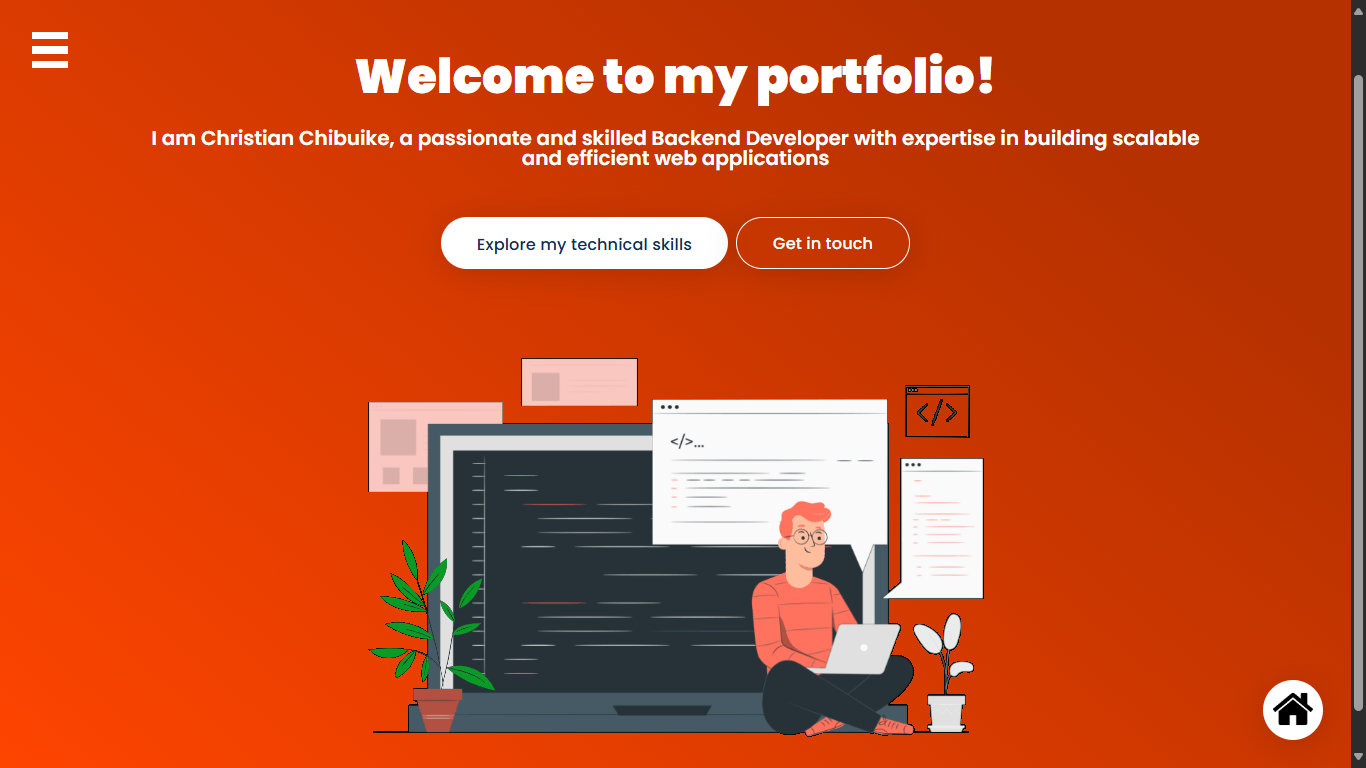 Welcome to my portfolio!
I am Christian Chibuike, a passionate and skilled Backend Developer with expertise in building scalable
and efficient web applications
Explore my technical skills
Get in touch
</>
</>...